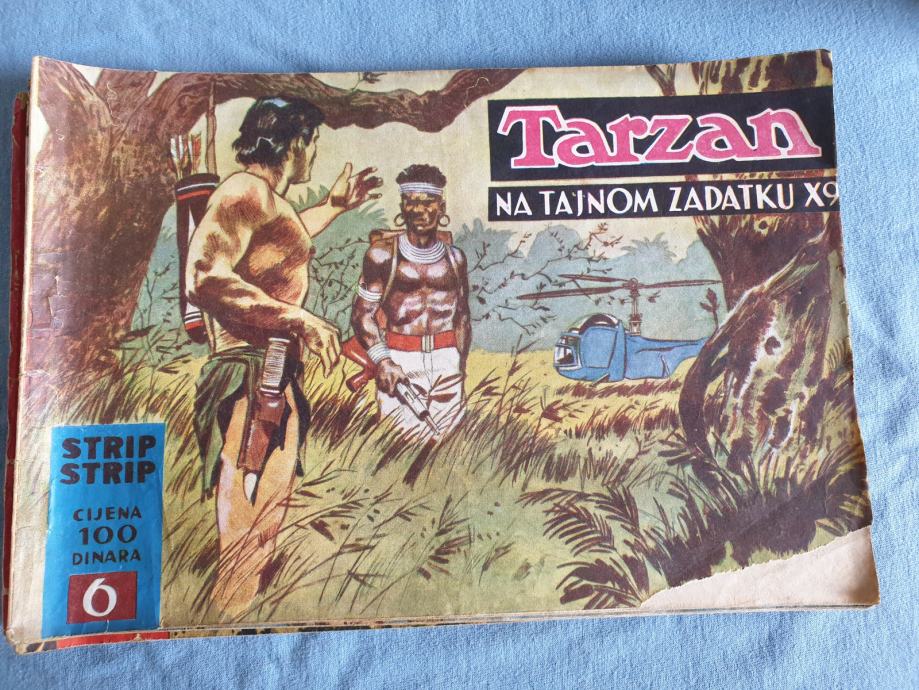 Tarzan
NA TAJNOM ZADATKU X9
STRIP
STRIP
CIJENA
100
DINARA
6